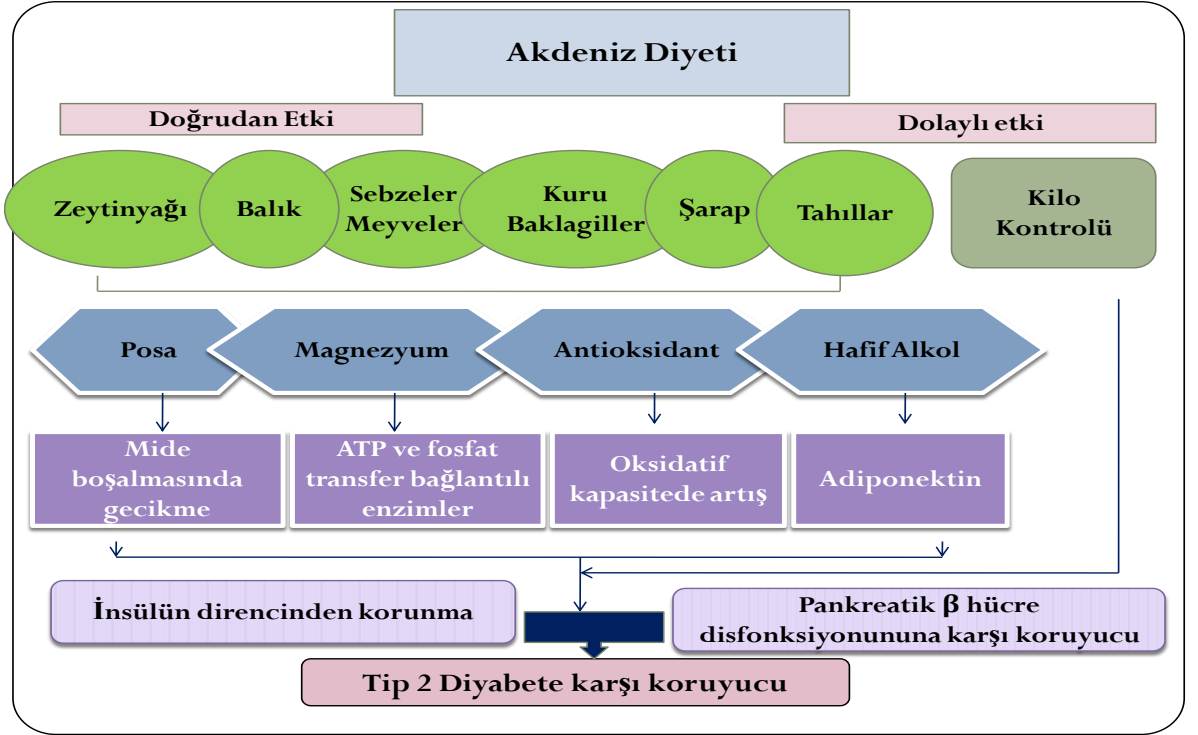 Akdeniz Diyeti
Doğrudan Etki
Dolaylı etki
Zeytinyağı
Balık
Sebzeler
Meyveler
Kuru
Baklagiller
Şarap
Tahıllar
Kilo
Kontrolü
Posa
Magnezyum
Antioksidant
Hafif Alkol
Mide
boşalmasında
gecikme
ATP ve fosfat
transfer bağlantılı
enzimler
Oksidatif
kapasitede artış
Adiponektin
İnsülün direncinden korunma
Pankreatik β hücre
disfonksiyonununa karşı koruyucu
Tip 2 Diyabete karşı koruyucu